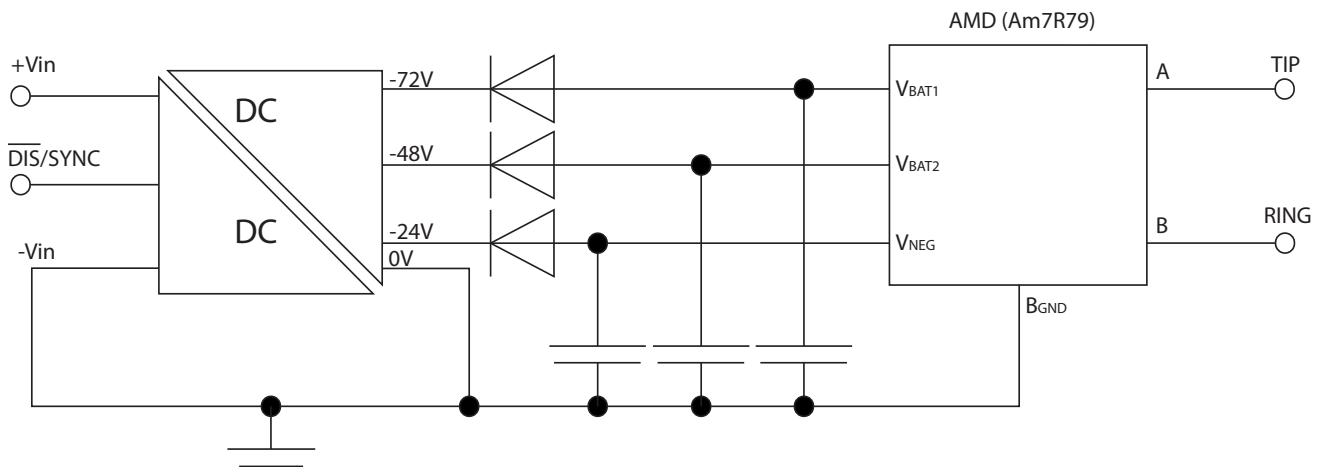 AMD (Am7R79)
+Vin
DC
-72V
VBAT1
A
TIP
DIS/SYNC
-48V
VBAT2
DC
-24V
VNEG
B
RING
-Vin
0V
BGND